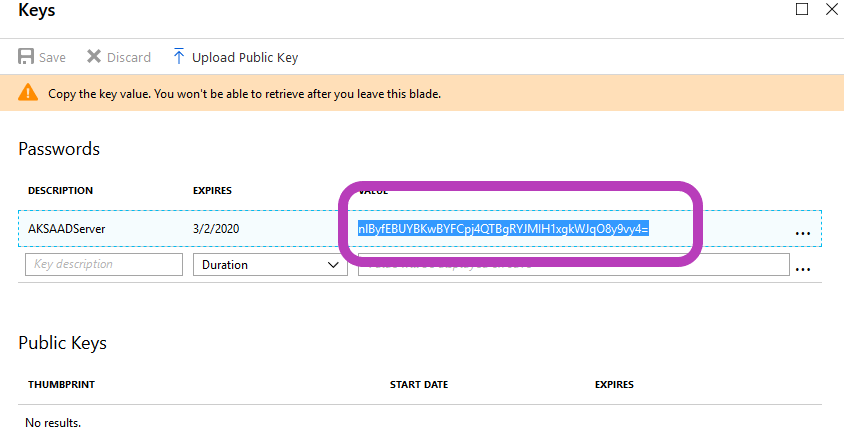 Keys
Save Discard Upload Public Key
Copy the key value. You won't be able to retrieve after you leave this blade.
Passwords
DESCRIPTION EXPIRES VALUE
AKSAADServer 3/2/2020 nIByfEBUYBKwBYFCpj4QTBgRYJMIH1xgkWJqO8y9vy4=
Key description Duration
Public Keys
THUMBPRINT START DATE EXPIRES
No results.